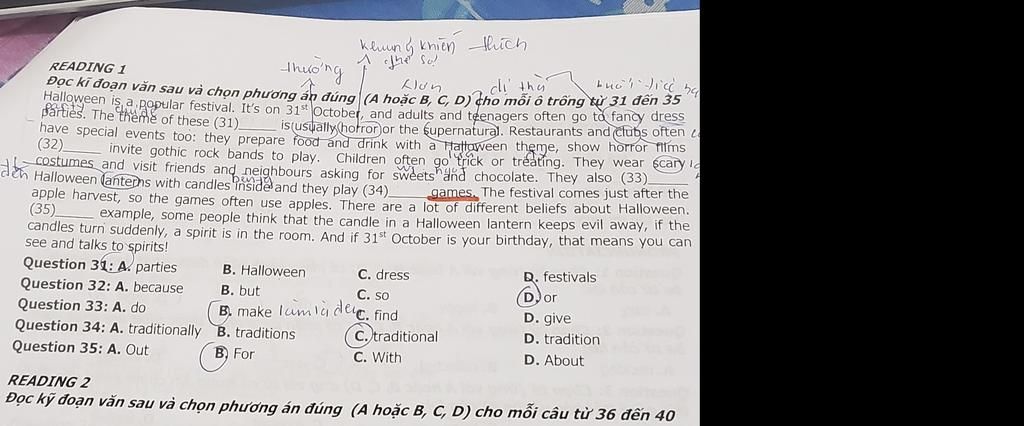 khủng khiến thích
thường ghê sợ
READING 1
Đọc kĩ đoạn văn sau và chọn phương án đúng (A hoặc B, C, D) cho mỗi ô trống từ 31 đến 35
Halloween is a popular festival. It's on 31st October, and adults and teenagers often go to fancy dress
parties. The theme of these (31)____ is usually horror or the supernatural. Restaurants and clubs often
have special events too: they prepare food and drink with a Halloween theme, show horror films
(32)____ invite gothic rock bands to play. Children often go trick or treating. They wear scary
costumes and visit friends and neighbours asking for sweets and chocolate. They also (33)____
Halloween lanterns with candles inside and they play (34)____ games. The festival comes just after the
apple harvest, so the games often use apples. There are a lot of different beliefs about Halloween.
(35)____ example, some people think that the candle in a Halloween lantern keeps evil away, if the
candles turn suddenly, a spirit is in the room. And if 31st October is your birthday, that means you can
see and talks to spirits!
Question 31: A. parties B. Halloween C. dress D. festivals
Question 32: A. because B. but C. so D. or
Question 33: A. do B. make C. find D. give
Question 34: A. traditionally B. traditions C. traditional D. tradition
Question 35: A. Out B. For C. With D. About
READING 2
Đọc kỹ đoạn văn sau và chọn phương án đúng (A hoặc B, C, D) cho mỗi câu từ 36 đến 40